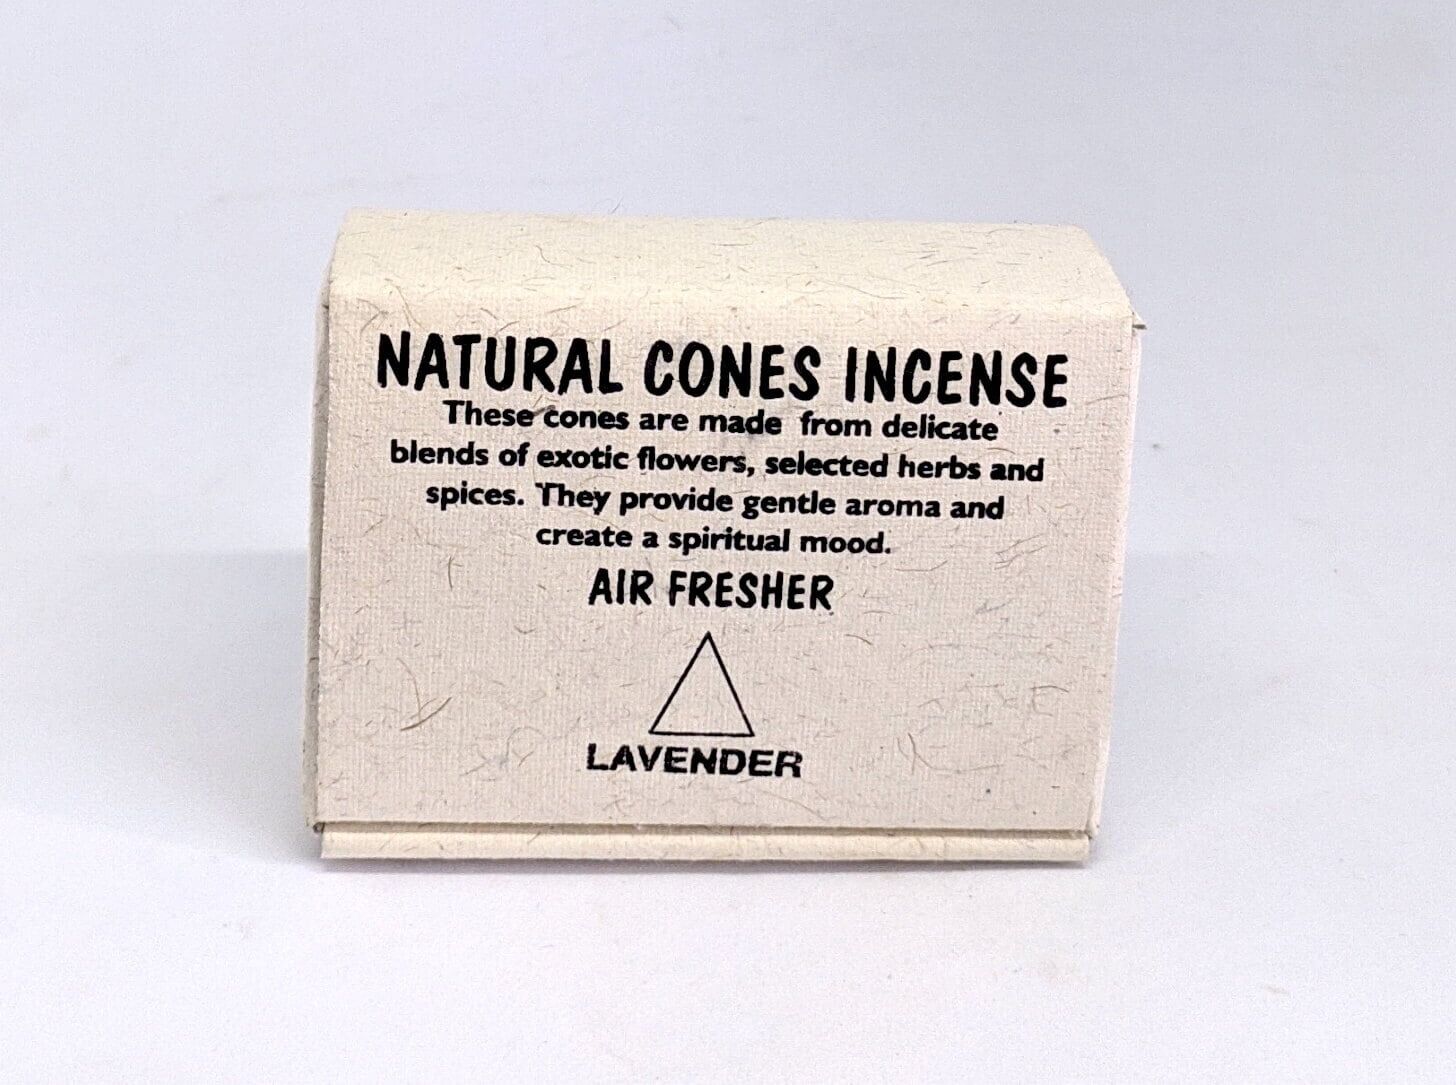 NATURAL CONES INCENSE
These cones are made from delicate
blends of exotic flowers, selected herbs and
spices. They provide gentle aroma and
create a spiritual mood.
AIR FRESHER
LAVENDER